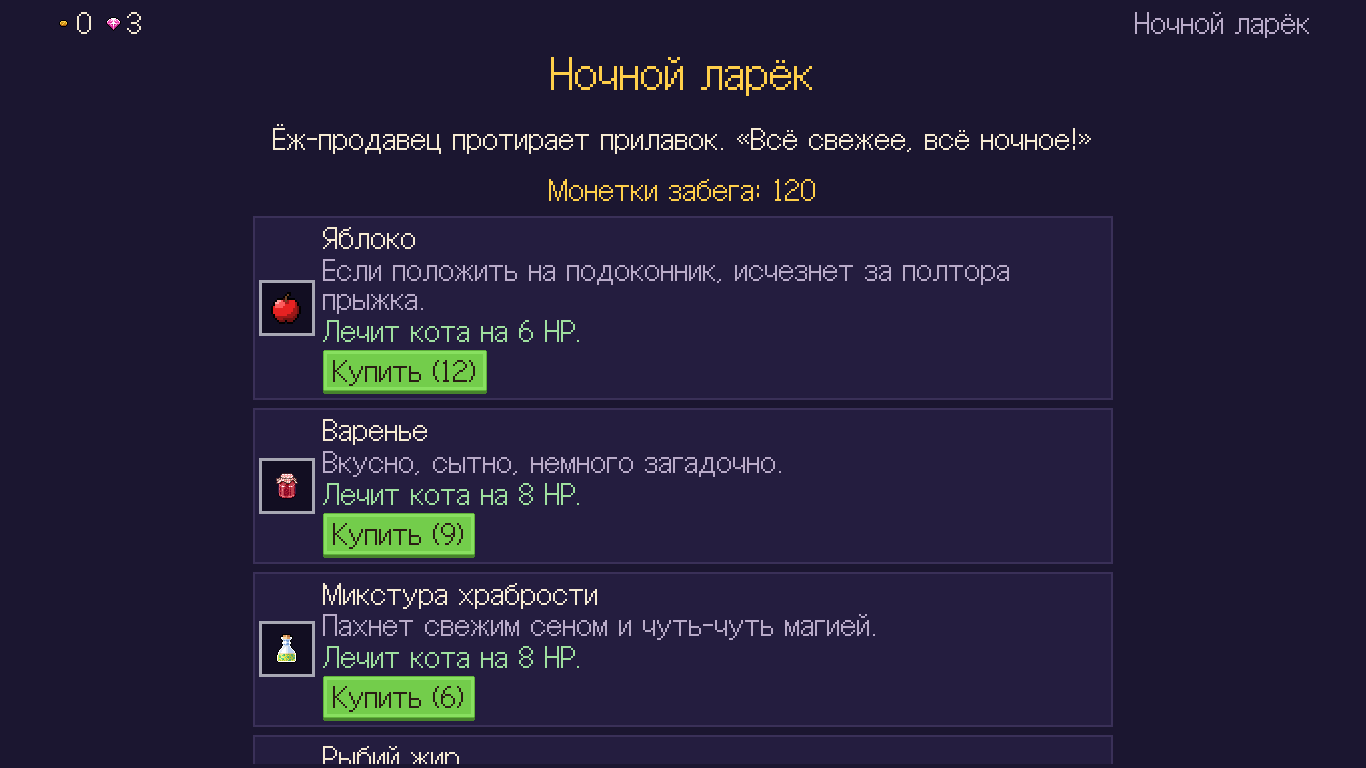 0 3
Ночной ларёк
Ночной ларёк
Ёж-продавец протирает прилавок. «Всё свежее, всё ночное!»
Монетки забега: 120
Яблоко
Если положить на подоконник, исчезнет за полтора
прыжка.
Лечит кота на 6 HP.
Купить (12)
Варенье
Вкусно, сытно, немного загадочно.
Лечит кота на 8 HP.
Купить (9)
Микстура храбрости
Пахнет свежим сеном и чуть-чуть магией.
Лечит кота на 8 HP.
Купить (6)
Рыбий жир